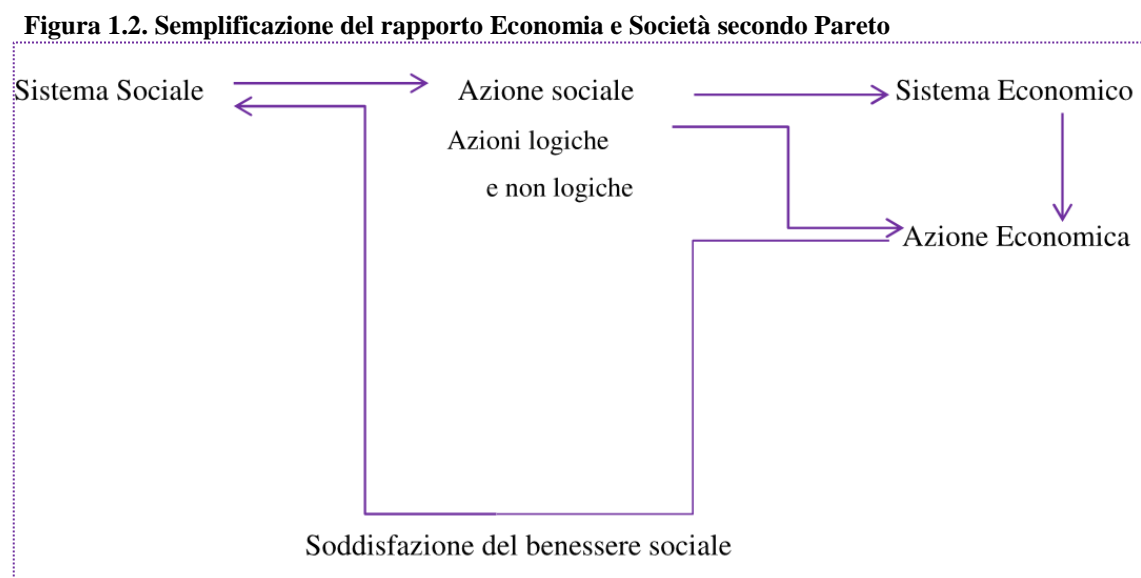 Figura 1.2. Semplificazione del rapporto Economia e Società secondo Pareto
Sistema Sociale
Azione sociale
Sistema Economico
Azioni logiche
e non logiche
Azione Economica
Soddisfazione del benessere sociale